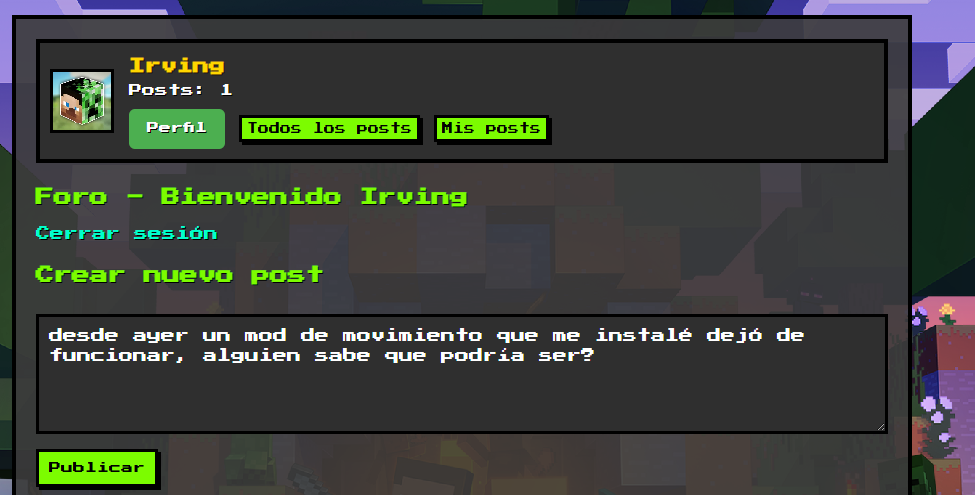 Irving
Posts: 1
Perfil Todos los posts Mis posts
Foro - Bienvenido Irving
Cerrar sesión
Crear nuevo post
desde ayer un mod de movimiento que me instalé dejó de
funcionar, alguien sabe que podría ser?
Publicar